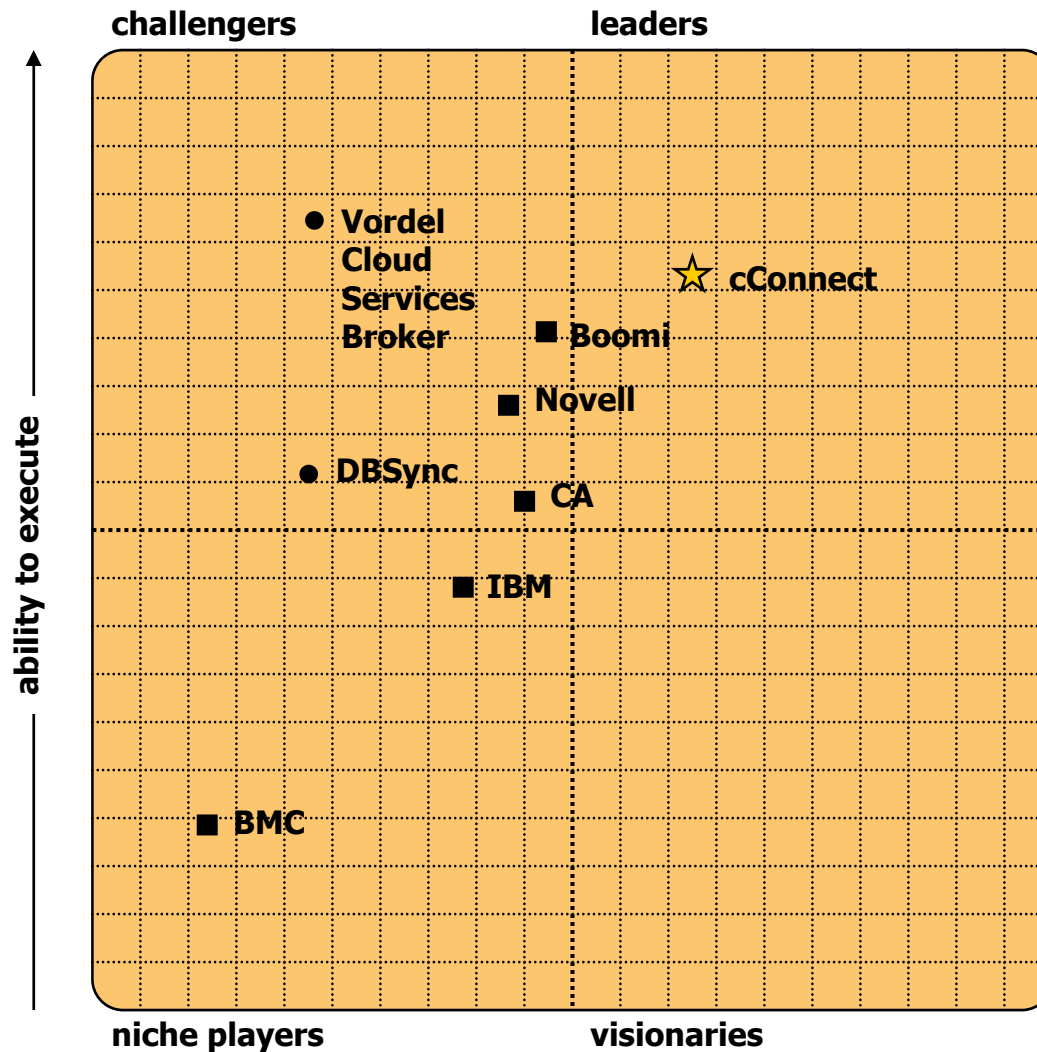 challengers
leaders
Vordel
Cloud
Services
Broker
cConnect
Boomi
Novell
DBSync
CA
IBM
BMC
ability to execute
niche players
visionaries